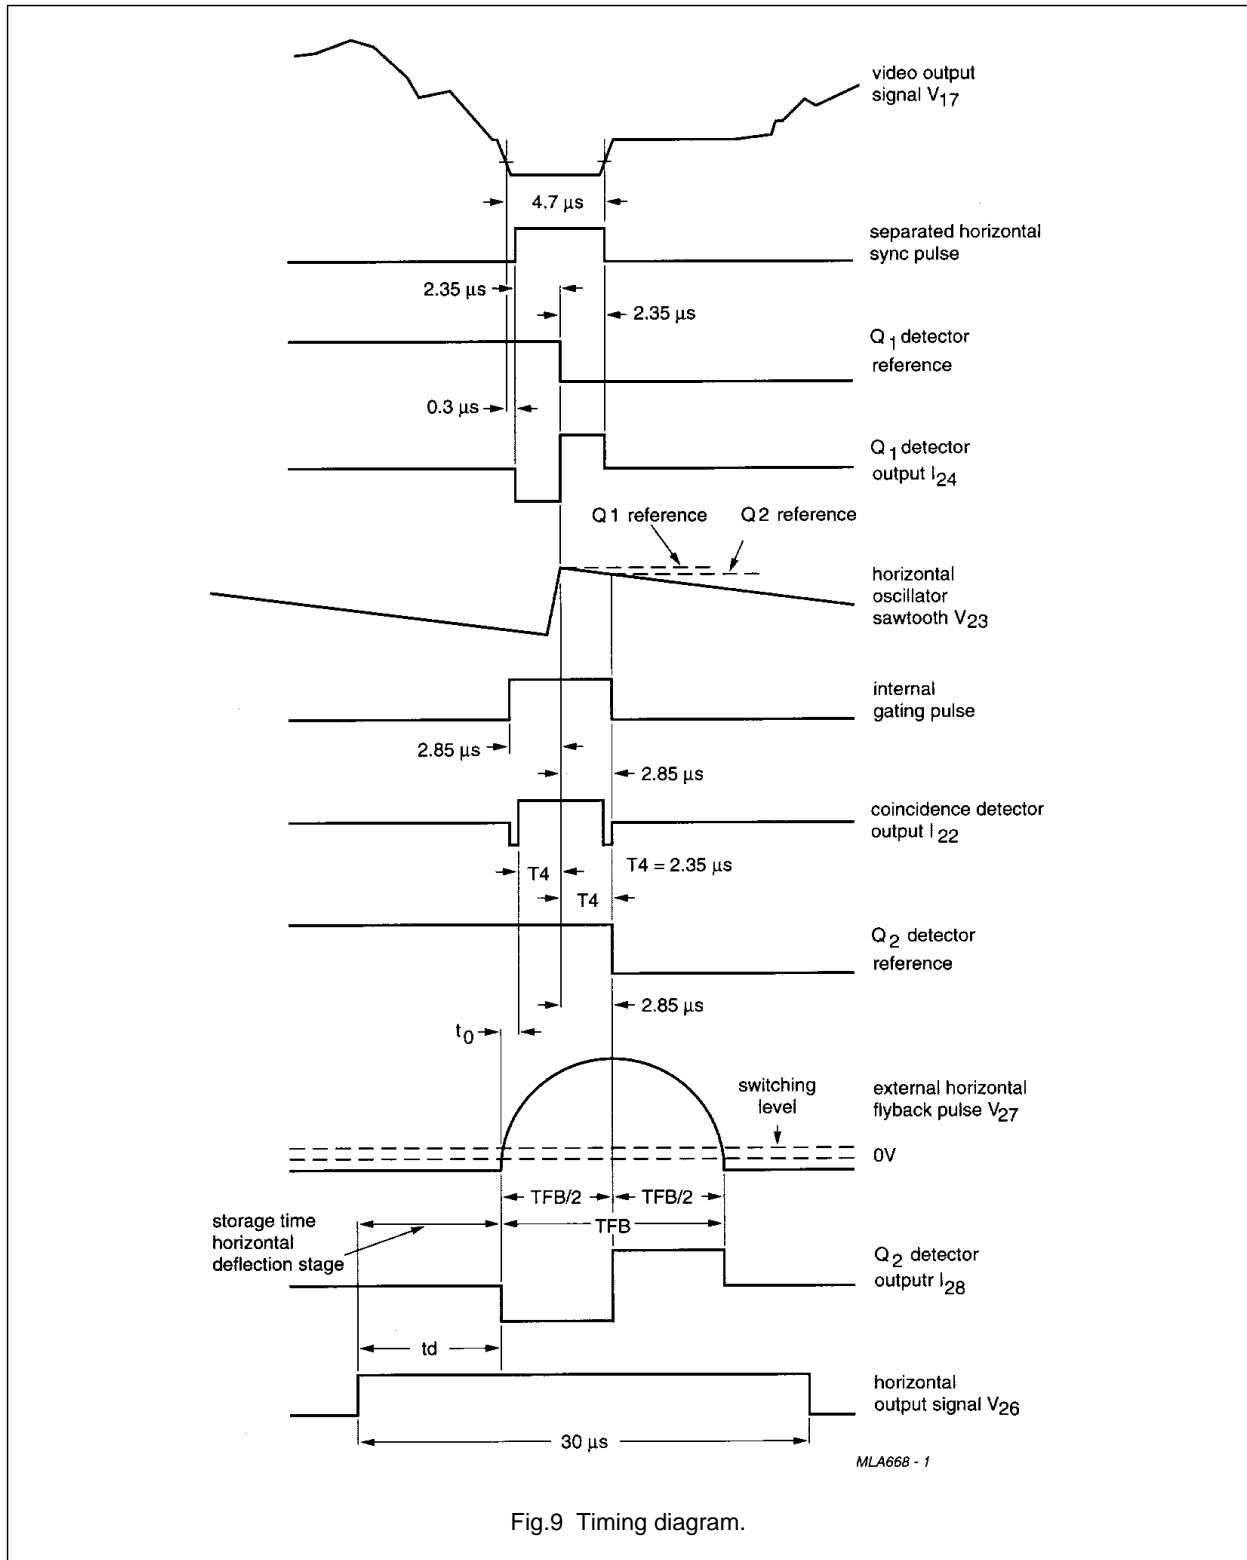 video output
signal V17
4.7 µs
separated horizontal
sync pulse
2.35 µs
2.35 µs
Q1 detector
reference
0.3 µs
Q1 detector
output I24
Q1 reference
Q2 reference
horizontal
oscillator
sawtooth V23
internal
gating pulse
2.85 µs
2.85 µs
coincidence detector
output I22
T4
T4 = 2.35 µs
T4
Q2 detector
reference
2.85 µs
t0
switching
level
external horizontal
flyback pulse V27
0V
TFB/2
TFB/2
storage time
horizontal
deflection stage
TFB
Q2 detector
outputr I28
td
horizontal
output signal V26
30 µs
MLA668 - 1
Fig.9 Timing diagram.